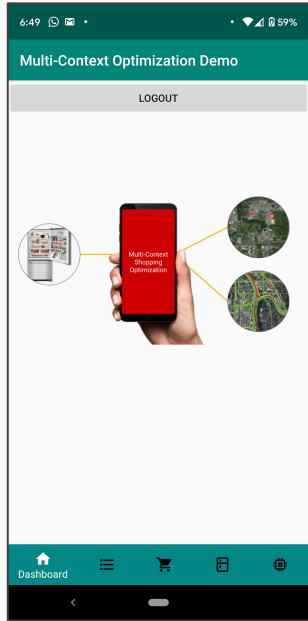 6:49
59%
Multi-Context Optimization Demo
LOGOUT
Multi-Context
Shopping
Optimization
Dashboard